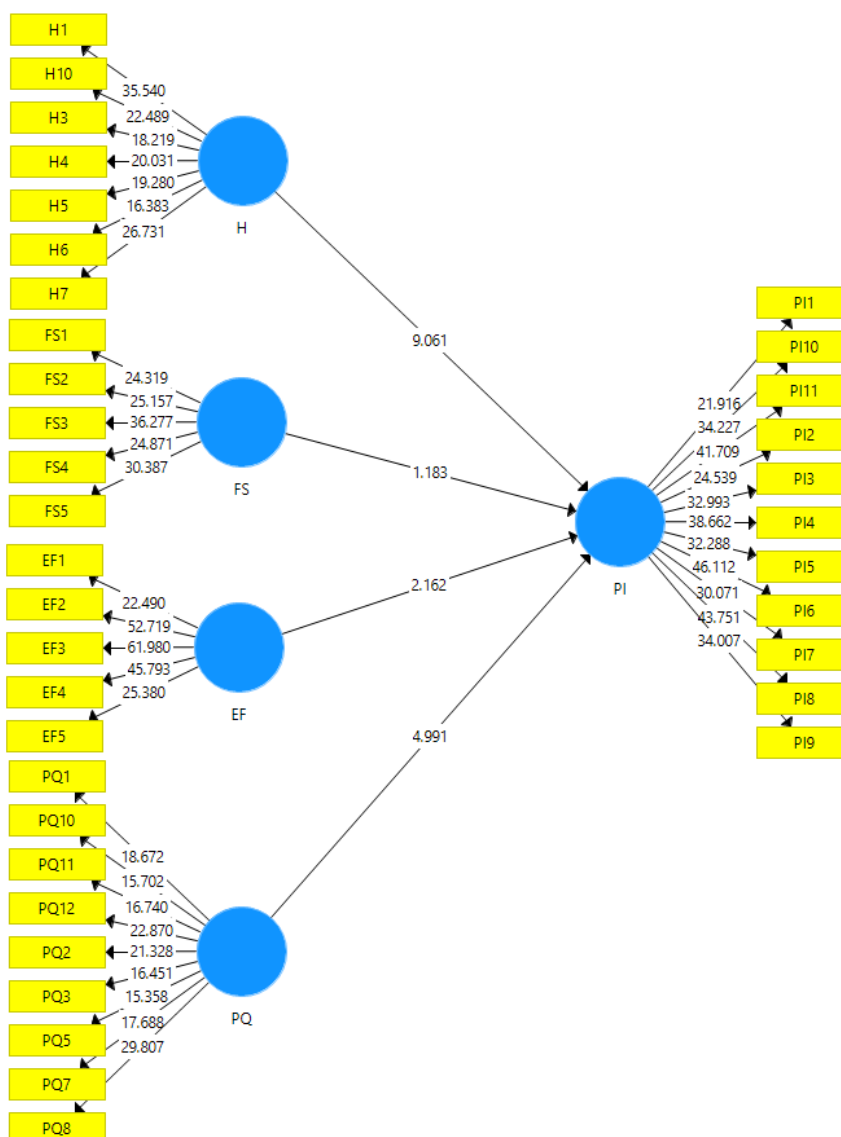 H1
H10
H3
H4
H5
H6
H7
35.540
22.489
18.219
20.031
19.280
16.383
26.731
H
FS1
FS2
FS3
FS4
FS5
24.319
25.157
36.277
24.871
30.387
FS
EF1
EF2
EF3
EF4
EF5
22.490
52.719
61.980
45.793
25.380
EF
PQ1
PQ10
PQ11
PQ12
PQ2
PQ3
PQ5
PQ7
PQ8
18.672
15.702
16.740
22.870
21.328
16.451
15.358
17.688
29.807
PQ
9.061
1.183
2.162
4.991
PI
21.916
34.227
41.709
24.539
32.993
38.662
32.288
46.112
30.071
43.751
34.007
PI1
PI10
PI11
PI2
PI3
PI4
PI5
PI6
PI7
PI8
PI9